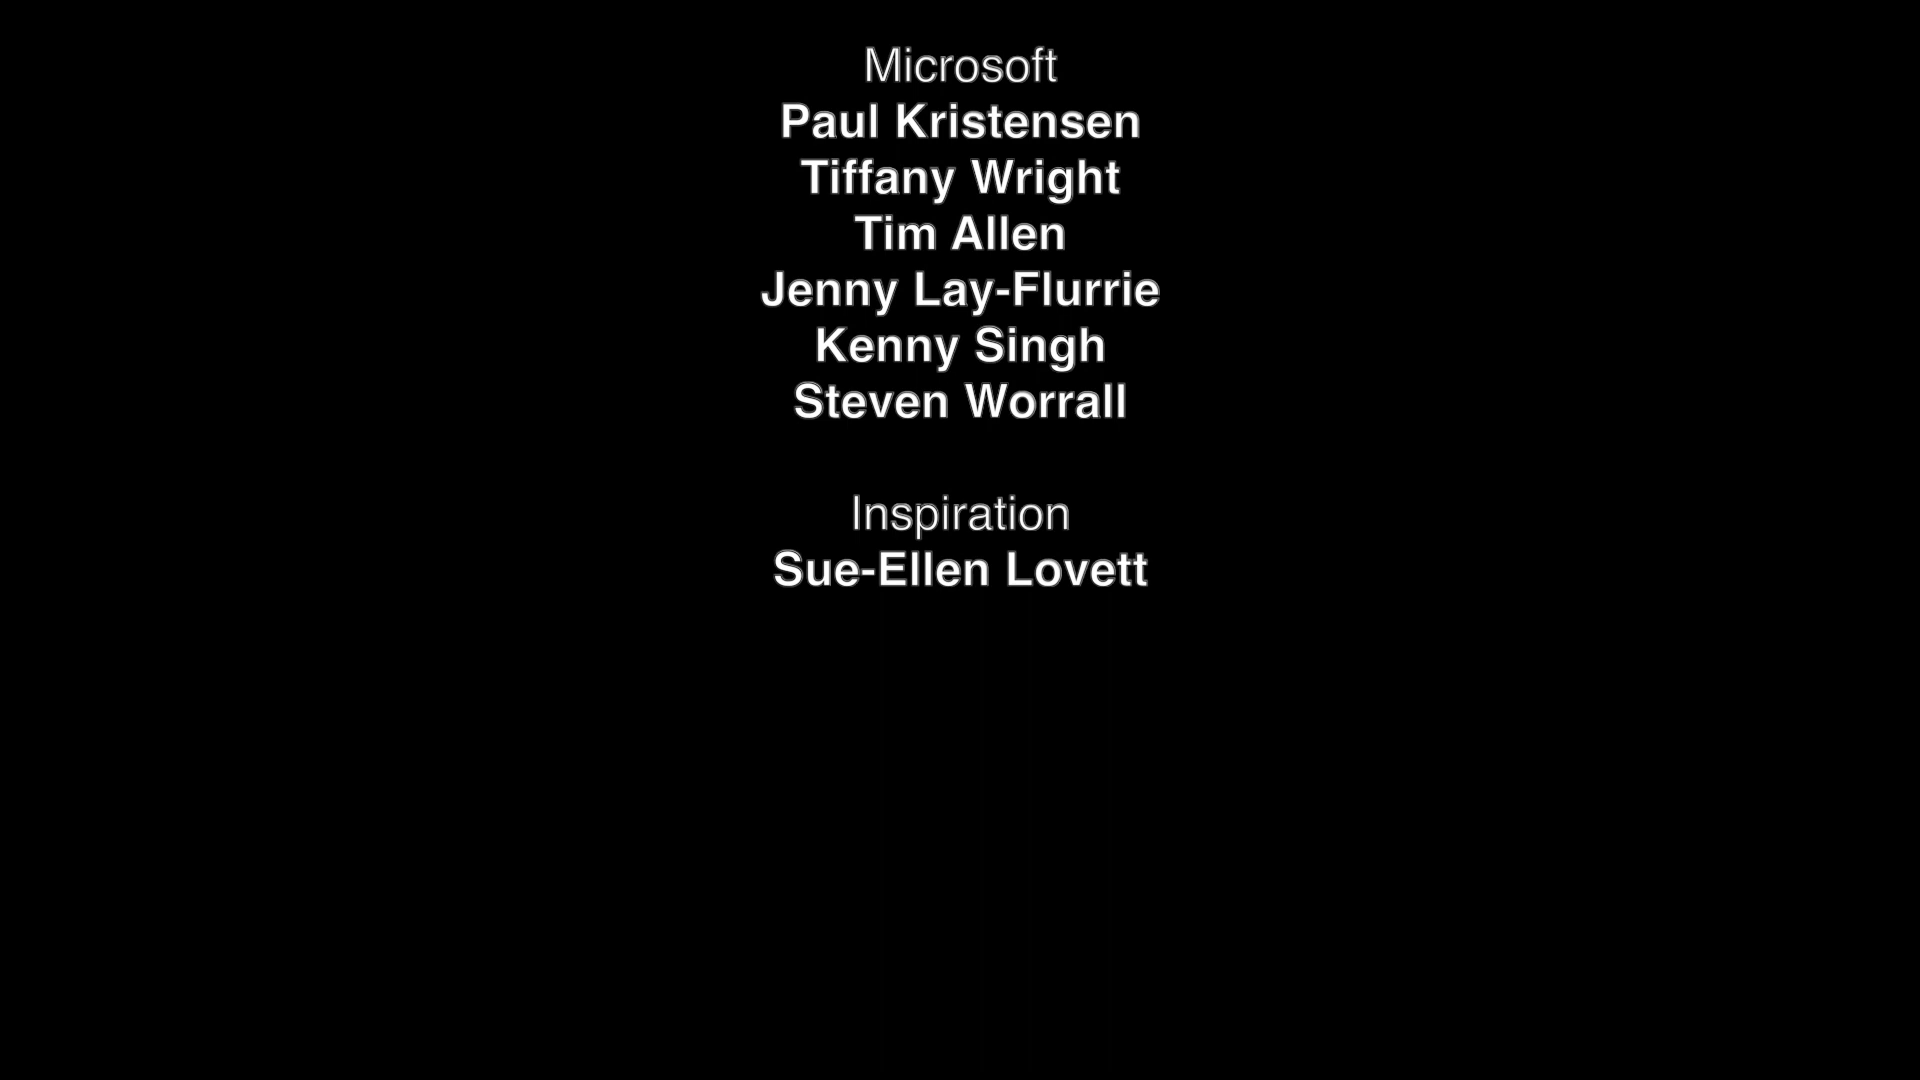 Microsoft
Paul Kristensen
Tiffany Wright
Tim Allen
Jenny Lay-Flurrie
Kenny Singh
Steven Worrall
Inspiration
Sue-Ellen Lovett